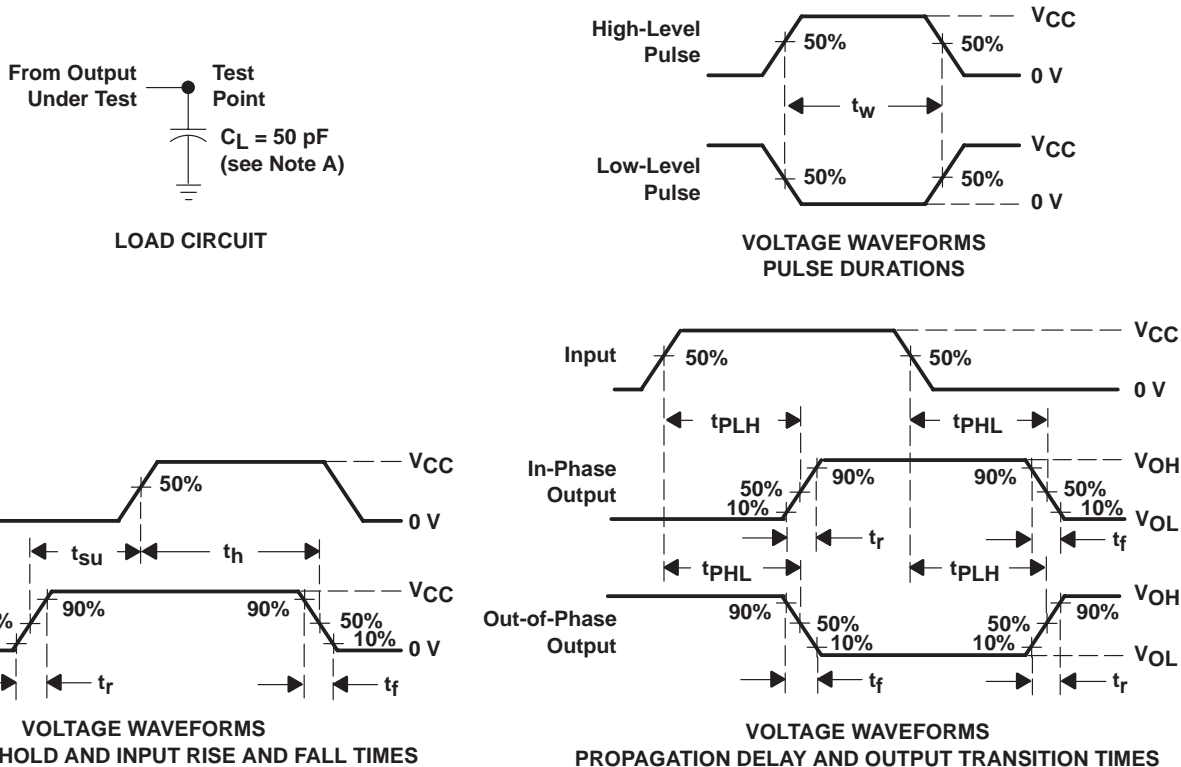 From Output
Under Test
Test
Point
CL = 50 pF
(see Note A)
LOAD CIRCUIT
High-Level
Pulse
50%
50%
VCC
0 V
tw
Low-Level
Pulse
50%
50%
VCC
0 V
VOLTAGE WAVEFORMS
PULSE DURATIONS
50%
VCC
0 V
tsu
th
90%
90%
50%
10%
VCC
0 V
tr
tf
VOLTAGE WAVEFORMS
HOLD AND INPUT RISE AND FALL TIMES
Input
50%
50%
VCC
0 V
tPLH
tPHL
In-Phase
Output
50%
10%
90%
90%
50%
10%
VOH
VOL
tr
tf
tPHL
tPLH
Out-of-Phase
Output
90%
50%
10%
50%
10%
90%
VOH
VOL
tf
tr
VOLTAGE WAVEFORMS
PROPAGATION DELAY AND OUTPUT TRANSITION TIMES